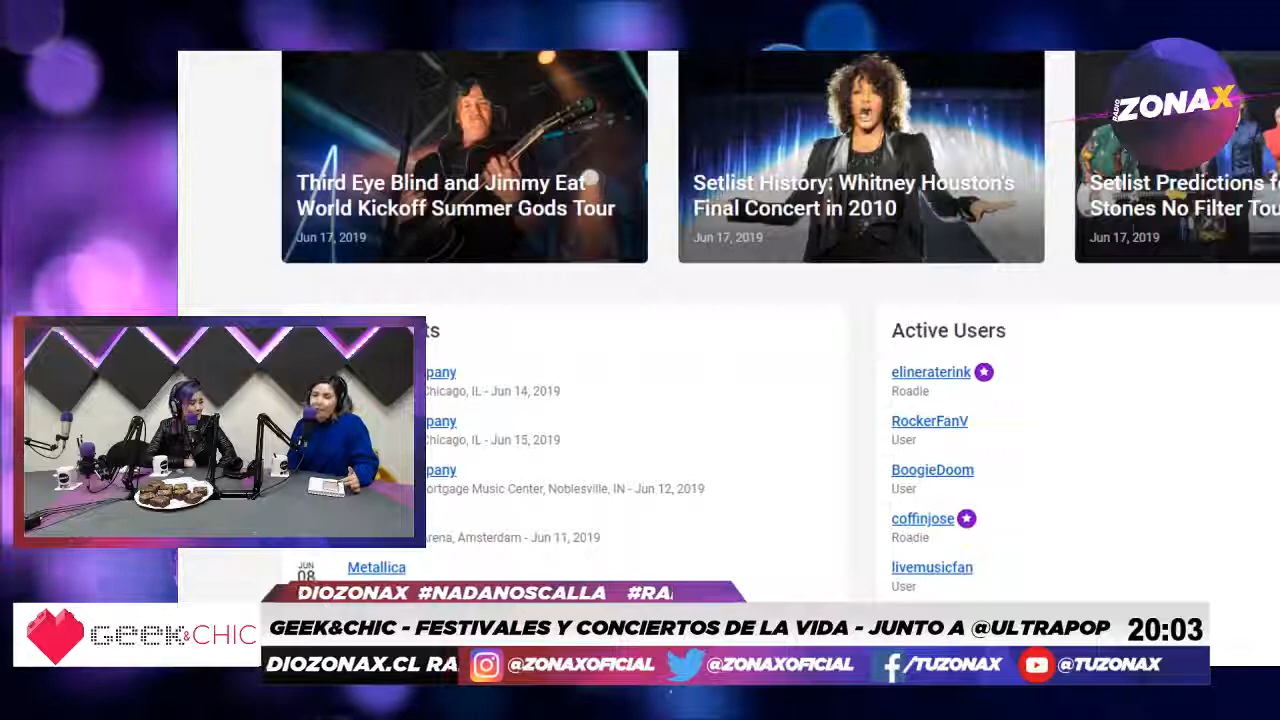 Third Eye Blind and Jimmy Eat
World Kickoff Summer Gods Tour
Jun 17, 2019
Setlist History: Whitney Houston's
Final Concert in 2010
Jun 17, 2019
RADIO ZONAX
Setlist Predictions f
Stones No Filter Tou
Jun 17, 2019
ts
pany
Chicago, IL - Jun 14, 2019
pany
Chicago, IL - Jun 15, 2019
pany
ortgage Music Center, Noblesville, IN - Jun 12, 2019
Arena, Amsterdam - Jun 11, 2019
JUN
08
Metallica
Active Users
elineraterink
Roadie
RockerFanV
User
BoogieDoom
User
coffinjose
Roadie
livemusicfan
User
DIOZONAX #NADANOSCALLA #RA
GEEK&CHIC
GEEK&CHIC - FESTIVALES Y CONCIERTOS DE LA VIDA - JUNTO A @ULTRAPOP
20:03
DIOZONAX.CL RA
@ZONAXOFICIAL
@ZONAXOFICIAL
/TUZONAX
@TUZONAX